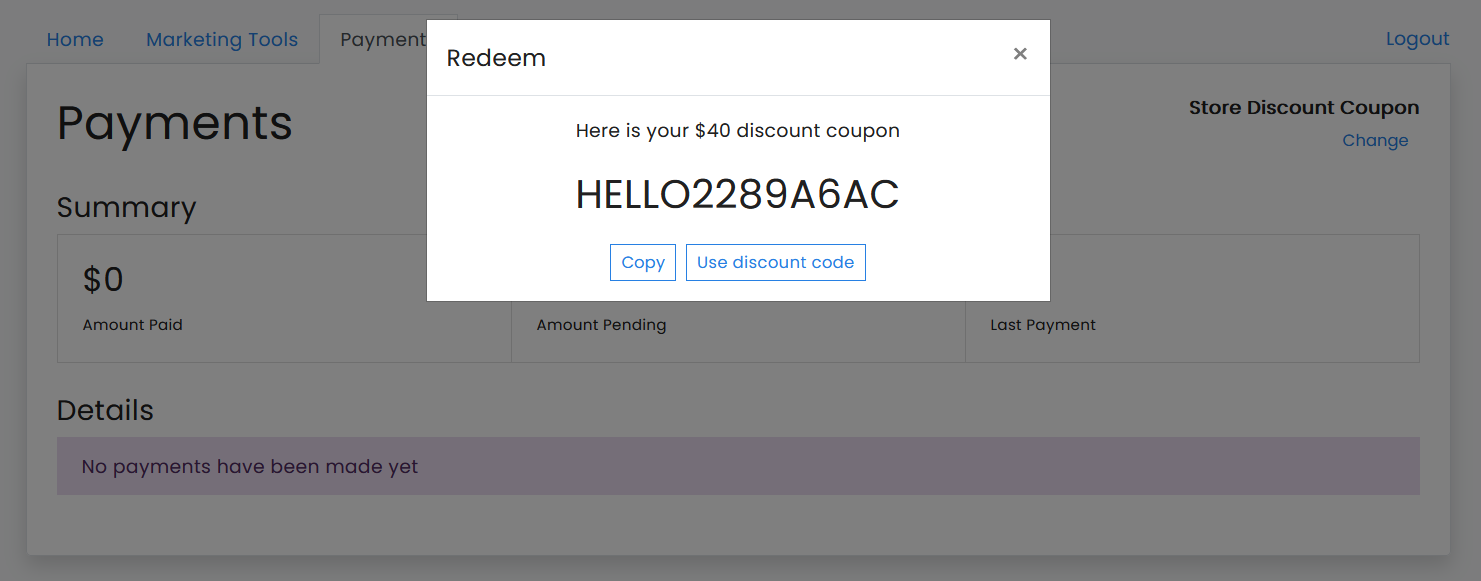 Home Marketing Tools Payment Logout
Redeem ×
Here is your $40 discount coupon
HELLO2289A6AC
Copy Use discount code
Payments
Store Discount Coupon
Change
Summary
$0
Amount Paid Amount Pending Last Payment
Details
No payments have been made yet